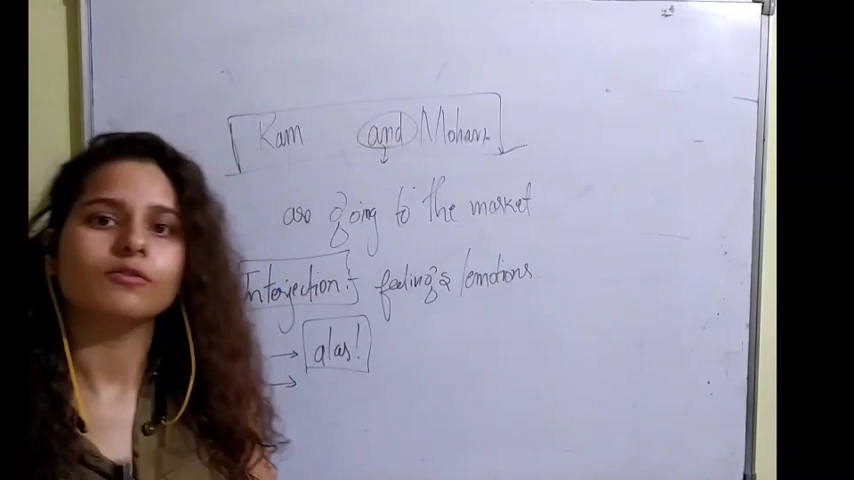 Ram and Mohan
are going to the market
Interjection:- feelings/emotions
→ alas!
→